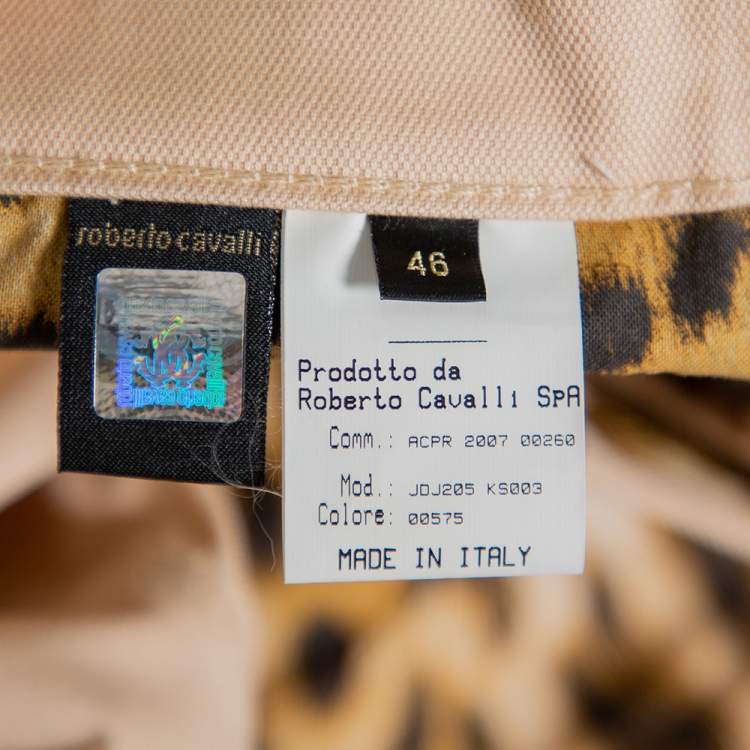 roberto cavalli
46
Prodotto da
Roberto Cavalli SpA
Comm.: ACPR 2007 00260
Mod.: JDJ205 KS003
Colore: 00575
MADE IN ITALY